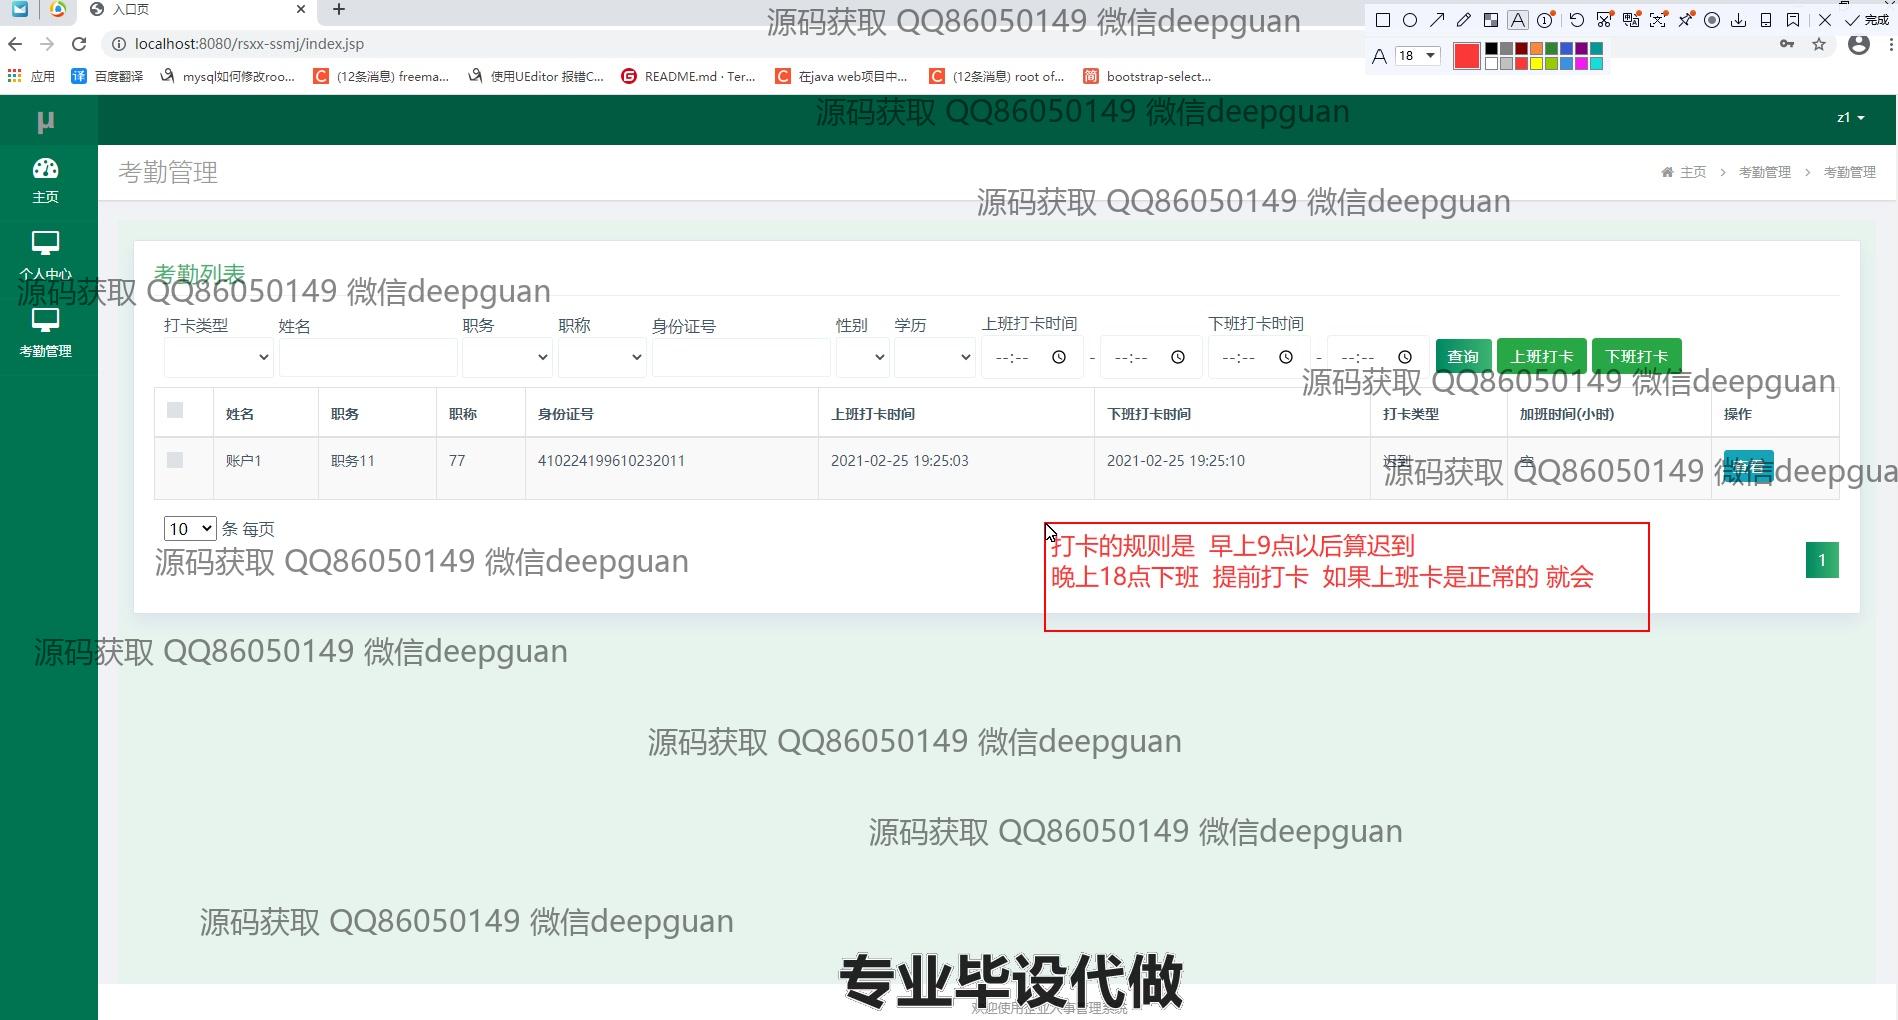 入口页
源码获取 QQ86050149 微信deepguan
完成
localhost:8080/rsxx-ssmj/index.jsp
18
应用
百度翻译
mysql如何修改roo...
(12条消息) freema...
使用UEditor 报错C...
README.md · Ter...
在java web项目中...
(12条消息) root of...
bootstrap-select...
μ
源码获取 QQ86050149 微信deepguan
z1
主页
考勤管理
主页 > 考勤管理 > 考勤管理
源码获取 QQ86050149 微信deepguan
个人中心
考勤列表
源码获取 QQ86050149 微信deepguan
考勤管理
打卡类型 姓名 职务 职称 身份证号 性别 学历 上班打卡时间 下班打卡时间
--:-- - --:-- --:-- - --:-- 查询 上班打卡 下班打卡
源码获取 QQ86050149 微信deepguan
姓名 职务 职称 身份证号 上班打卡时间 下班打卡时间 打卡类型 加班时间(小时) 操作
账户1 职务11 77 410224199610232011 2021-02-25 19:25:03 2021-02-25 19:25:10 迟到 空 查看
源码获取 QQ86050149 微信deepgua
10 条 每页
打卡的规则是 早上9点以后算迟到
晚上18点下班 提前打卡 如果上班卡是正常的 就会
1
源码获取 QQ86050149 微信deepguan
源码获取 QQ86050149 微信deepguan
源码获取 QQ86050149 微信deepguan
源码获取 QQ86050149 微信deepguan
源码获取 QQ86050149 微信deepguan
专业毕设代做
欢迎使用企业人事管理系统